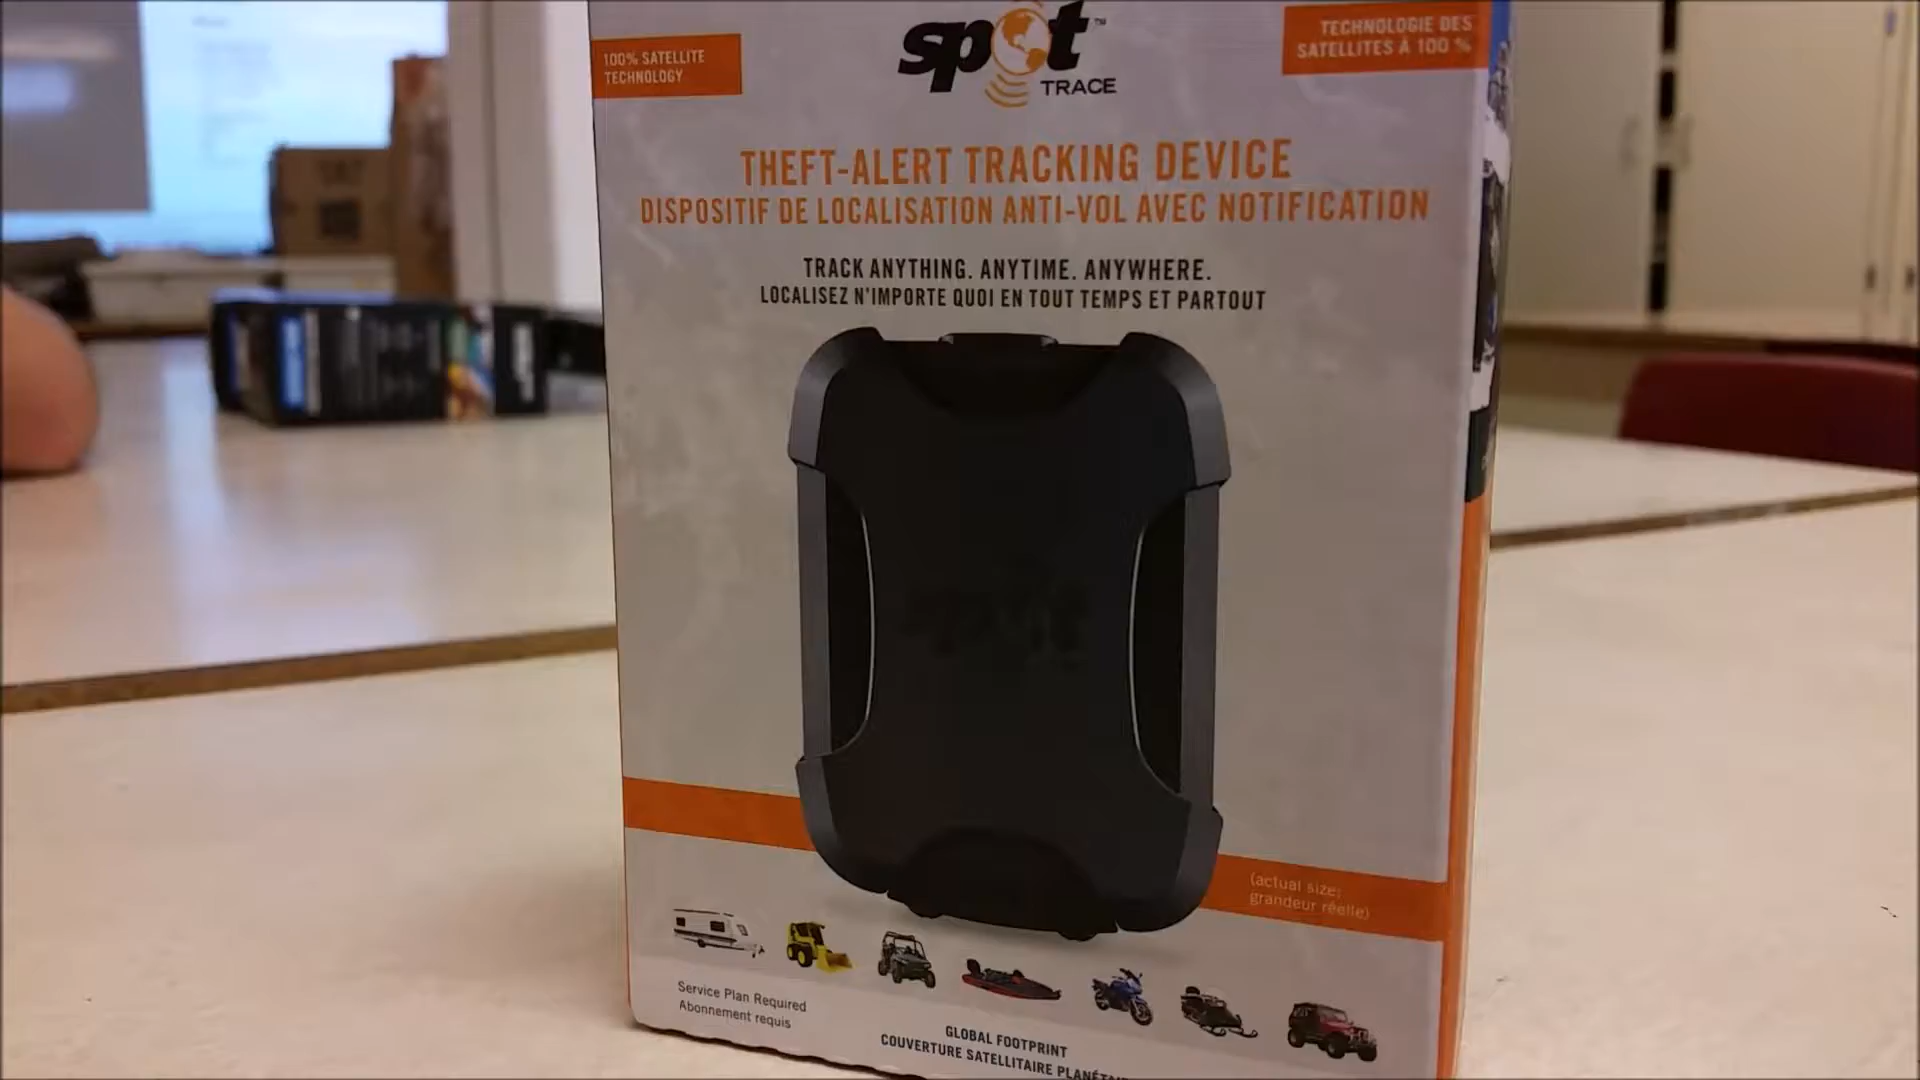 100% SATELLITE
TECHNOLOGY
spot™
TRACE
TECHNOLOGIE DES
SATELLITES À 100 %
THEFT-ALERT TRACKING DEVICE
DISPOSITIF DE LOCALISATION ANTI-VOL AVEC NOTIFICATION
TRACK ANYTHING. ANYTIME. ANYWHERE.
LOCALISEZ N'IMPORTE QUOI EN TOUT TEMPS ET PARTOUT
spot
(actual size;
grandeur réelle)
Service Plan Required
Abonnement requis
GLOBAL FOOTPRINT
COUVERTURE SATELLITAIRE